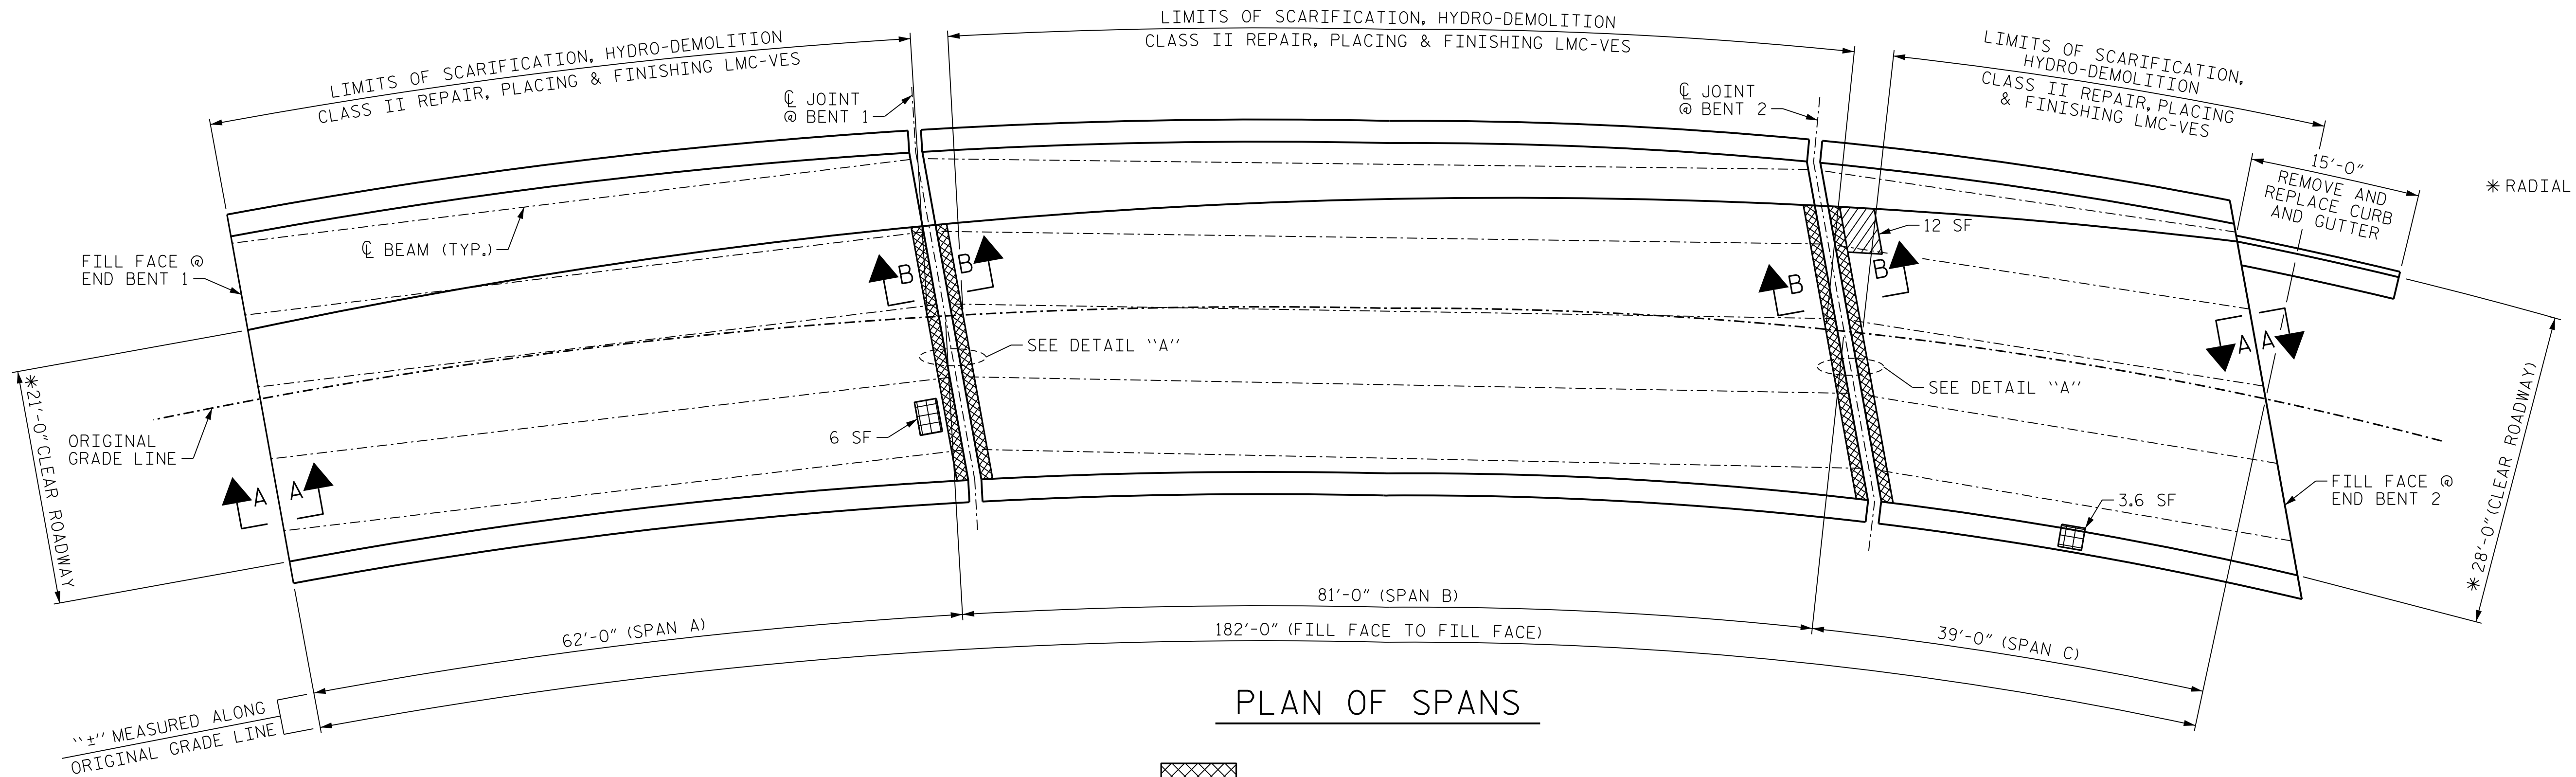 LIMITS OF SCARIFICATION, HYDRO-DEMOLITION
CLASS II REPAIR, PLACING & FINISHING LMC-VES
LIMITS OF SCARIFICATION, HYDRO-DEMOLITION
CLASS II REPAIR, PLACING & FINISHING LMC-VES
LIMITS OF SCARIFICATION,
HYDRO-DEMOLITION
CLASS II REPAIR, PLACING
& FINISHING LMC-VES
℄ JOINT
@ BENT 1
℄ JOINT
@ BENT 2
15'-0"
REMOVE AND
REPLACE CURB
AND GUTTER
* RADIAL
℄ BEAM (TYP.)
12 SF
FILL FACE @
END BENT 1
B
B
B
B
SEE DETAIL "A"
SEE DETAIL "A"
A
A
*21'-0" CLEAR ROADWAY
ORIGINAL
GRADE LINE
6 SF
A
A
3.6 SF
FILL FACE @
END BENT 2
*28'-0" (CLEAR ROADWAY)
62'-0" (SPAN A)
81'-0" (SPAN B)
39'-0" (SPAN C)
182'-0" (FILL FACE TO FILL FACE)
"±" MEASURED ALONG
ORIGINAL GRADE LINE
PLAN OF SPANS